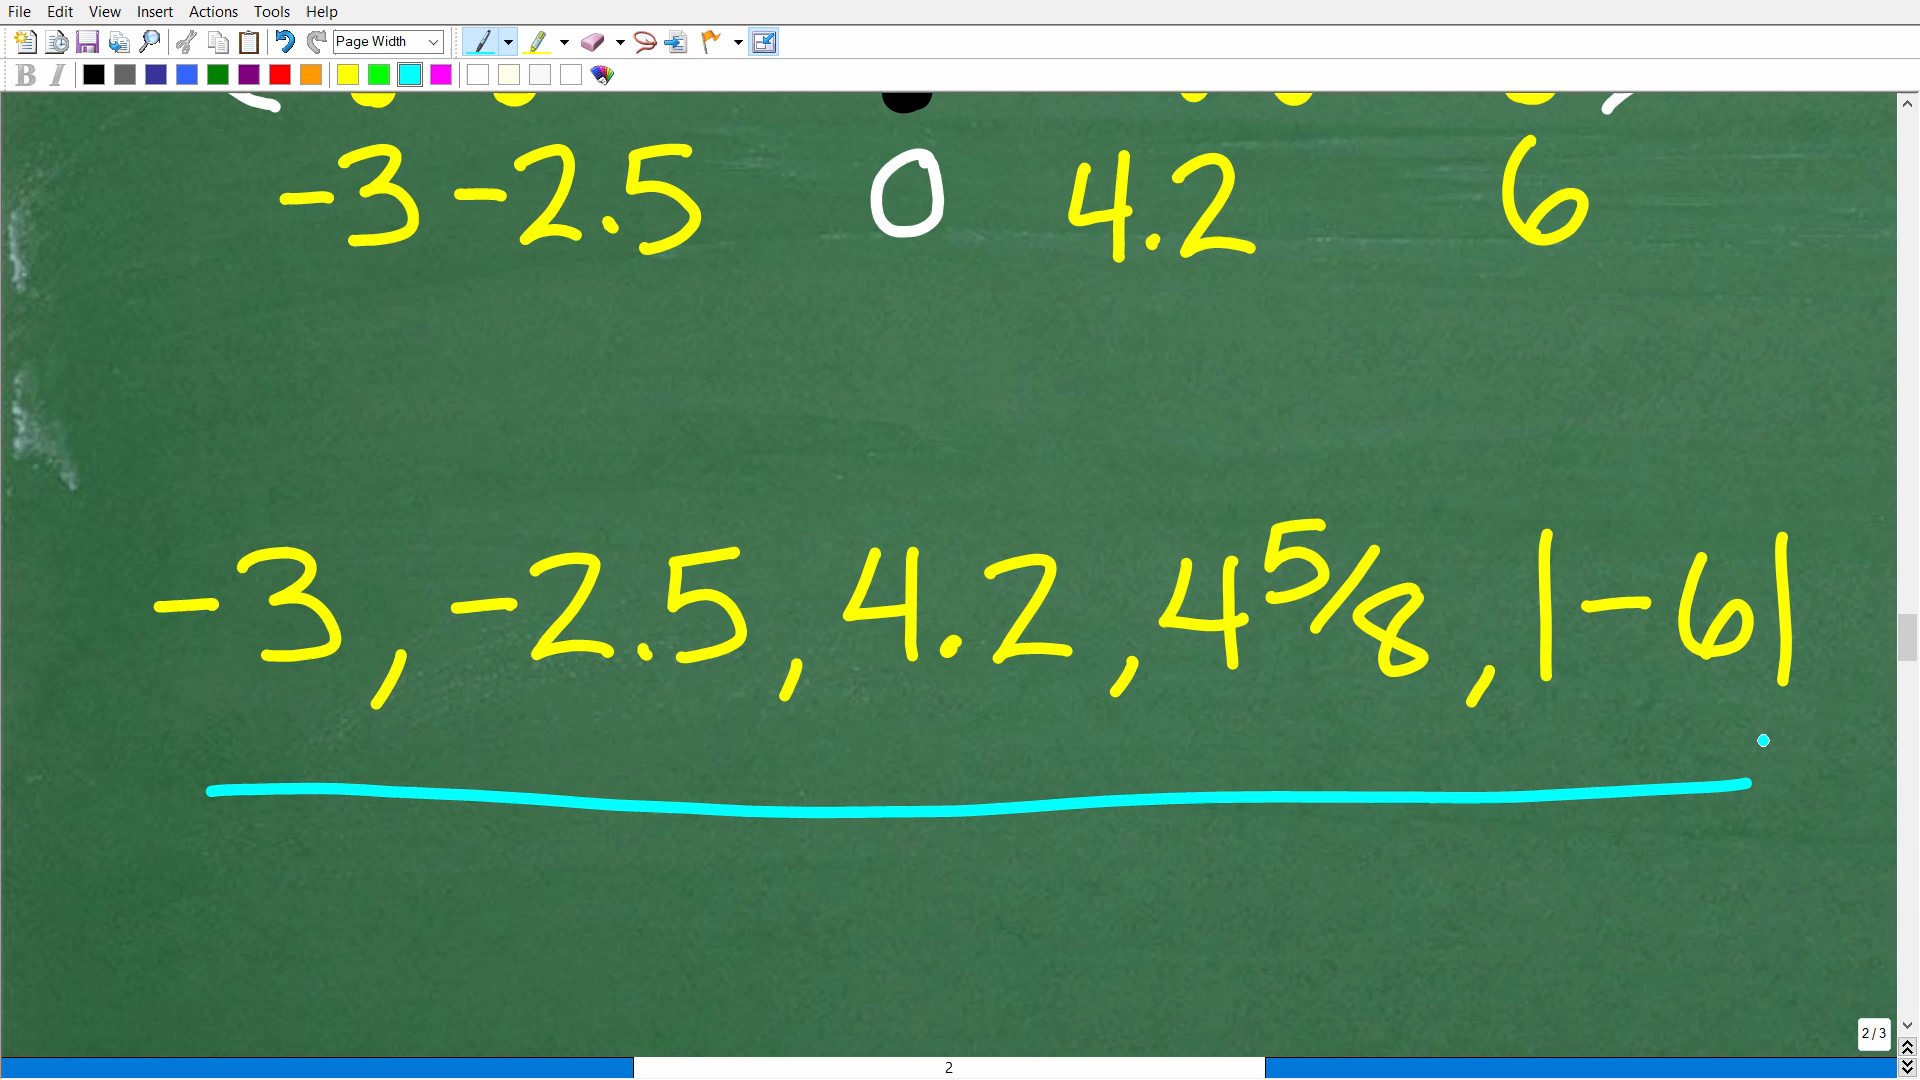 File Edit View Insert Actions Tools Help
Page Width
B I
-3 -2.5 0 4.2 6
-3, -2.5, 4.2, 4 5/8, |-6|
2 / 3
2